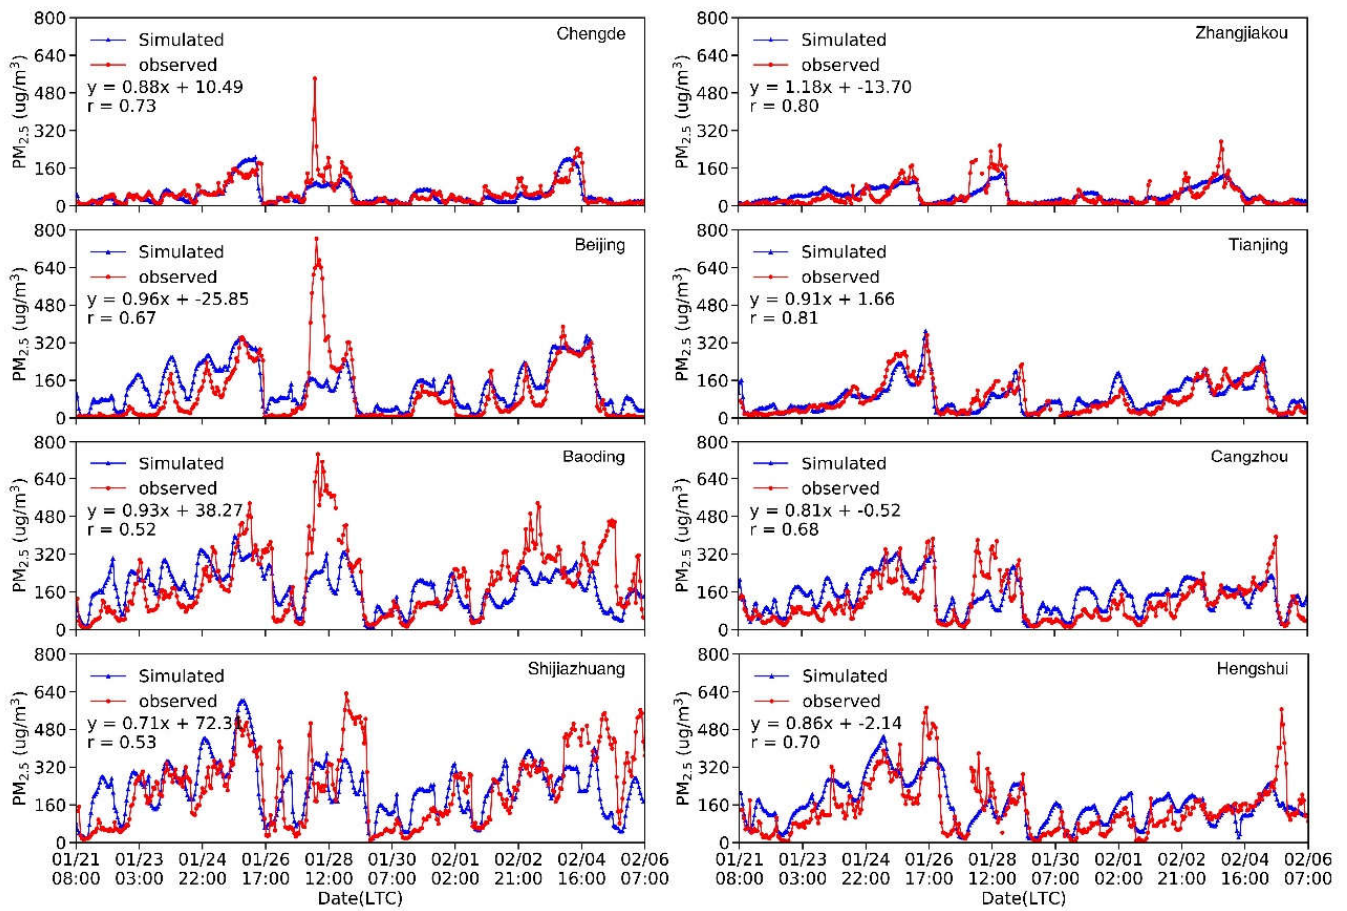 800
640
480
320
160
0
PM2.5 (ug/m3)
Simulated
observed
y = 0.88x + 10.49
r = 0.73
Chengde
800
640
480
320
160
0
PM2.5 (ug/m3)
Simulated
observed
y = 1.18x + -13.70
r = 0.80
Zhangjiakou
800
640
480
320
160
0
PM2.5 (ug/m3)
Simulated
observed
y = 0.96x + -25.85
r = 0.67
Beijing
800
640
480
320
160
0
PM2.5 (ug/m3)
Simulated
observed
y = 0.91x + 1.66
r = 0.81
Tianjing
800
640
480
320
160
0
PM2.5 (ug/m3)
Simulated
observed
y = 0.93x + 38.27
r = 0.52
Baoding
800
640
480
320
160
0
PM2.5 (ug/m3)
Simulated
observed
y = 0.81x + -0.52
r = 0.68
Cangzhou
800
640
480
320
160
0
PM2.5 (ug/m3)
Simulated
observed
y = 0.71x +
r = 0.53
Shijiazhuang
01/21 01/23 01/24 01/26 01/28 01/30 02/01 02/02 02/04 02/06
08:00 03:00 22:00 17:00 12:00 07:00 02:00 21:00 16:00 07:00
Date(LTC)
800
640
480
320
160
0
PM2.5 (ug/m3)
Simulated
observed
y = 0.86x + -2.14
r = 0.70
Hengshui
01/21 01/23 01/24 01/26 01/28 01/30 02/01 02/02 02/04 02/06
08:00 03:00 22:00 17:00 12:00 07:00 02:00 21:00 16:00 07:00
Date(LTC)